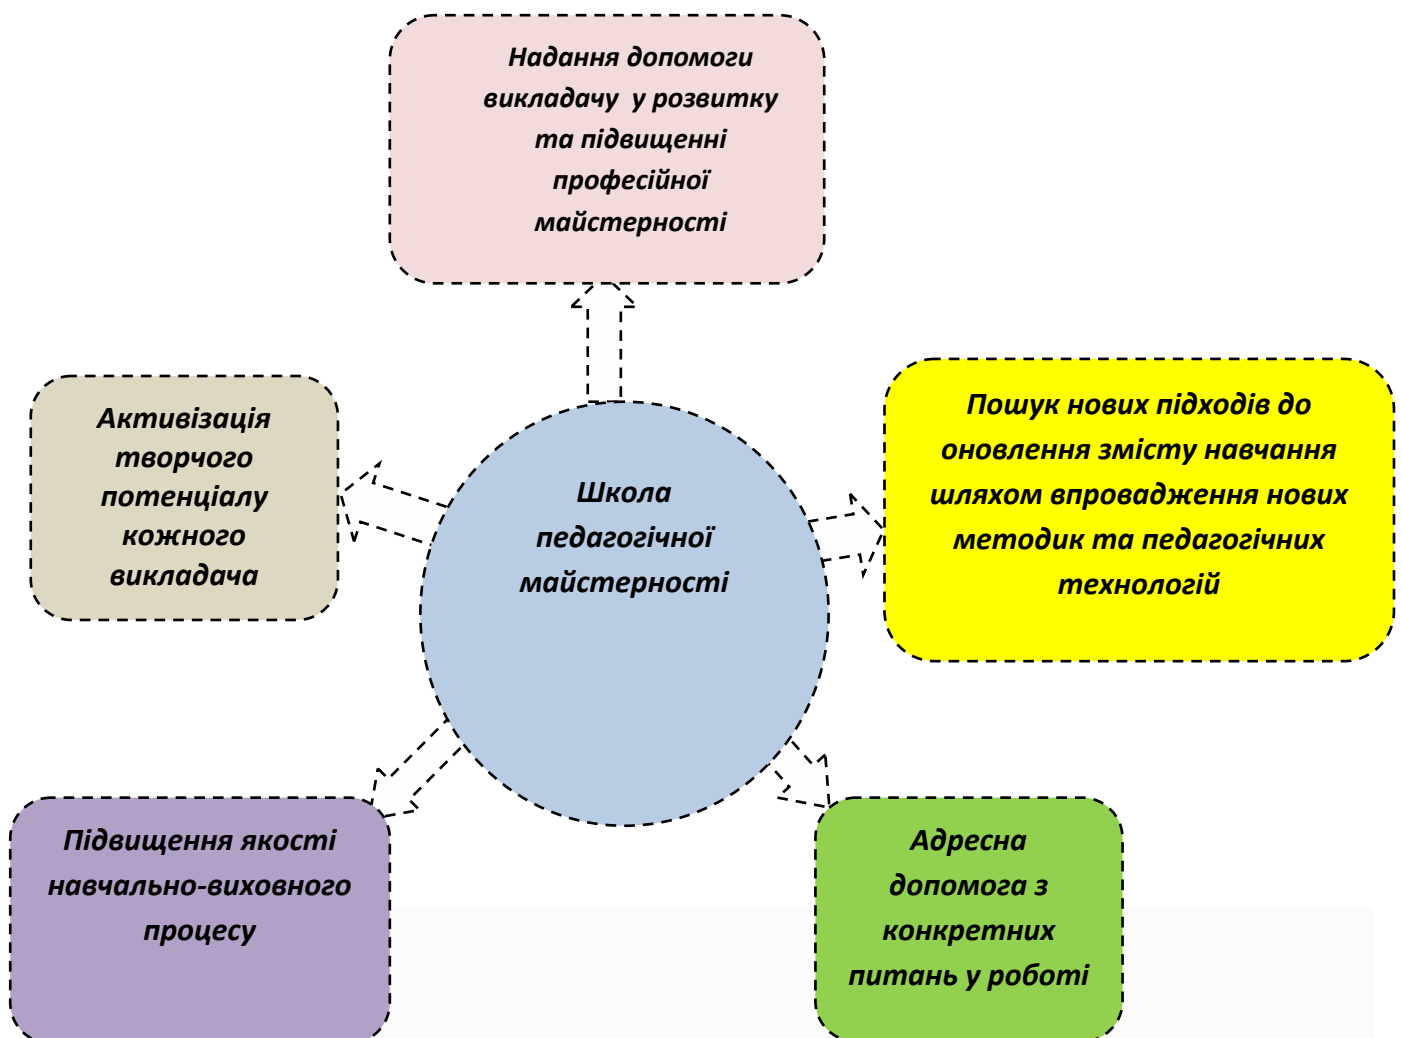 Надання допомоги
викладачу у розвитку
та підвищенні
професійної
майстерності
Активізація
творчого
потенціалу
кожного
викладача
Школа
педагогічної
майстерності
Пошук нових підходів до
оновлення змісту навчання
шляхом впровадження нових
методик та педагогічних
технологій
Підвищення якості
навчально-виховного
процесу
Адресна
допомога з
конкретних
питань у роботі